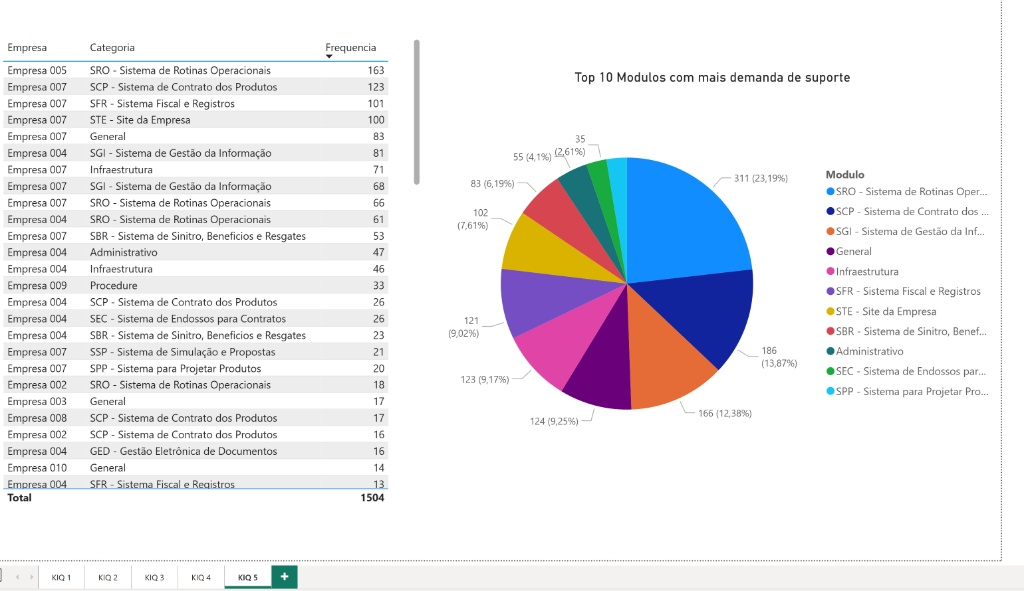 Empresa Categoria Frequencia
Empresa 005 SRO - Sistema de Rotinas Operacionais 163
Empresa 007 SCP - Sistema de Contrato dos Produtos 123
Empresa 007 SFR - Sistema Fiscal e Registros 101
Empresa 007 STE - Site da Empresa 100
Empresa 007 General 83
Empresa 004 SGI - Sistema de Gestão da Informação 81
Empresa 007 Infraestrutura 71
Empresa 007 SGI - Sistema de Gestão da Informação 68
Empresa 007 SRO - Sistema de Rotinas Operacionais 66
Empresa 004 SRO - Sistema de Rotinas Operacionais 61
Empresa 007 SBR - Sistema de Sinitro, Beneficios e Resgates 53
Empresa 004 Administrativo 47
Empresa 004 Infraestrutura 46
Empresa 009 Procedure 33
Empresa 004 SCP - Sistema de Contrato dos Produtos 26
Empresa 004 SEC - Sistema de Endossos para Contratos 26
Empresa 004 SBR - Sistema de Sinitro, Beneficios e Resgates 23
Empresa 007 SSP - Sistema de Simulação e Propostas 21
Empresa 007 SPP - Sistema para Projetar Produtos 20
Empresa 002 SRO - Sistema de Rotinas Operacionais 18
Empresa 003 General 17
Empresa 008 SCP - Sistema de Contrato dos Produtos 17
Empresa 002 SCP - Sistema de Contrato dos Produtos 16
Empresa 004 GED - Gestão Eletrônica de Documentos 16
Empresa 010 General 14
Empresa 004 SFR - Sistema Fiscal e Registros 13
Total 1504
Top 10 Modulos com mais demanda de suporte
35
(2,61%)
55 (4,1%)
83 (6,19%)
102
(7,61%)
121
(9,02%)
123 (9,17%)
124 (9,25%)
166 (12,38%)
186
(13,87%)
311 (23,19%)
Modulo
SRO - Sistema de Rotinas Oper...
SCP - Sistema de Contrato dos ...
SGI - Sistema de Gestão da Inf...
General
Infraestrutura
SFR - Sistema Fiscal e Registros
STE - Site da Empresa
SBR - Sistema de Sinitro, Benef...
Administrativo
SEC - Sistema de Endossos par...
SPP - Sistema para Projetar Pro...
KIQ 1 KIQ 2 KIQ 3 KIQ 4 KIQ 5 +